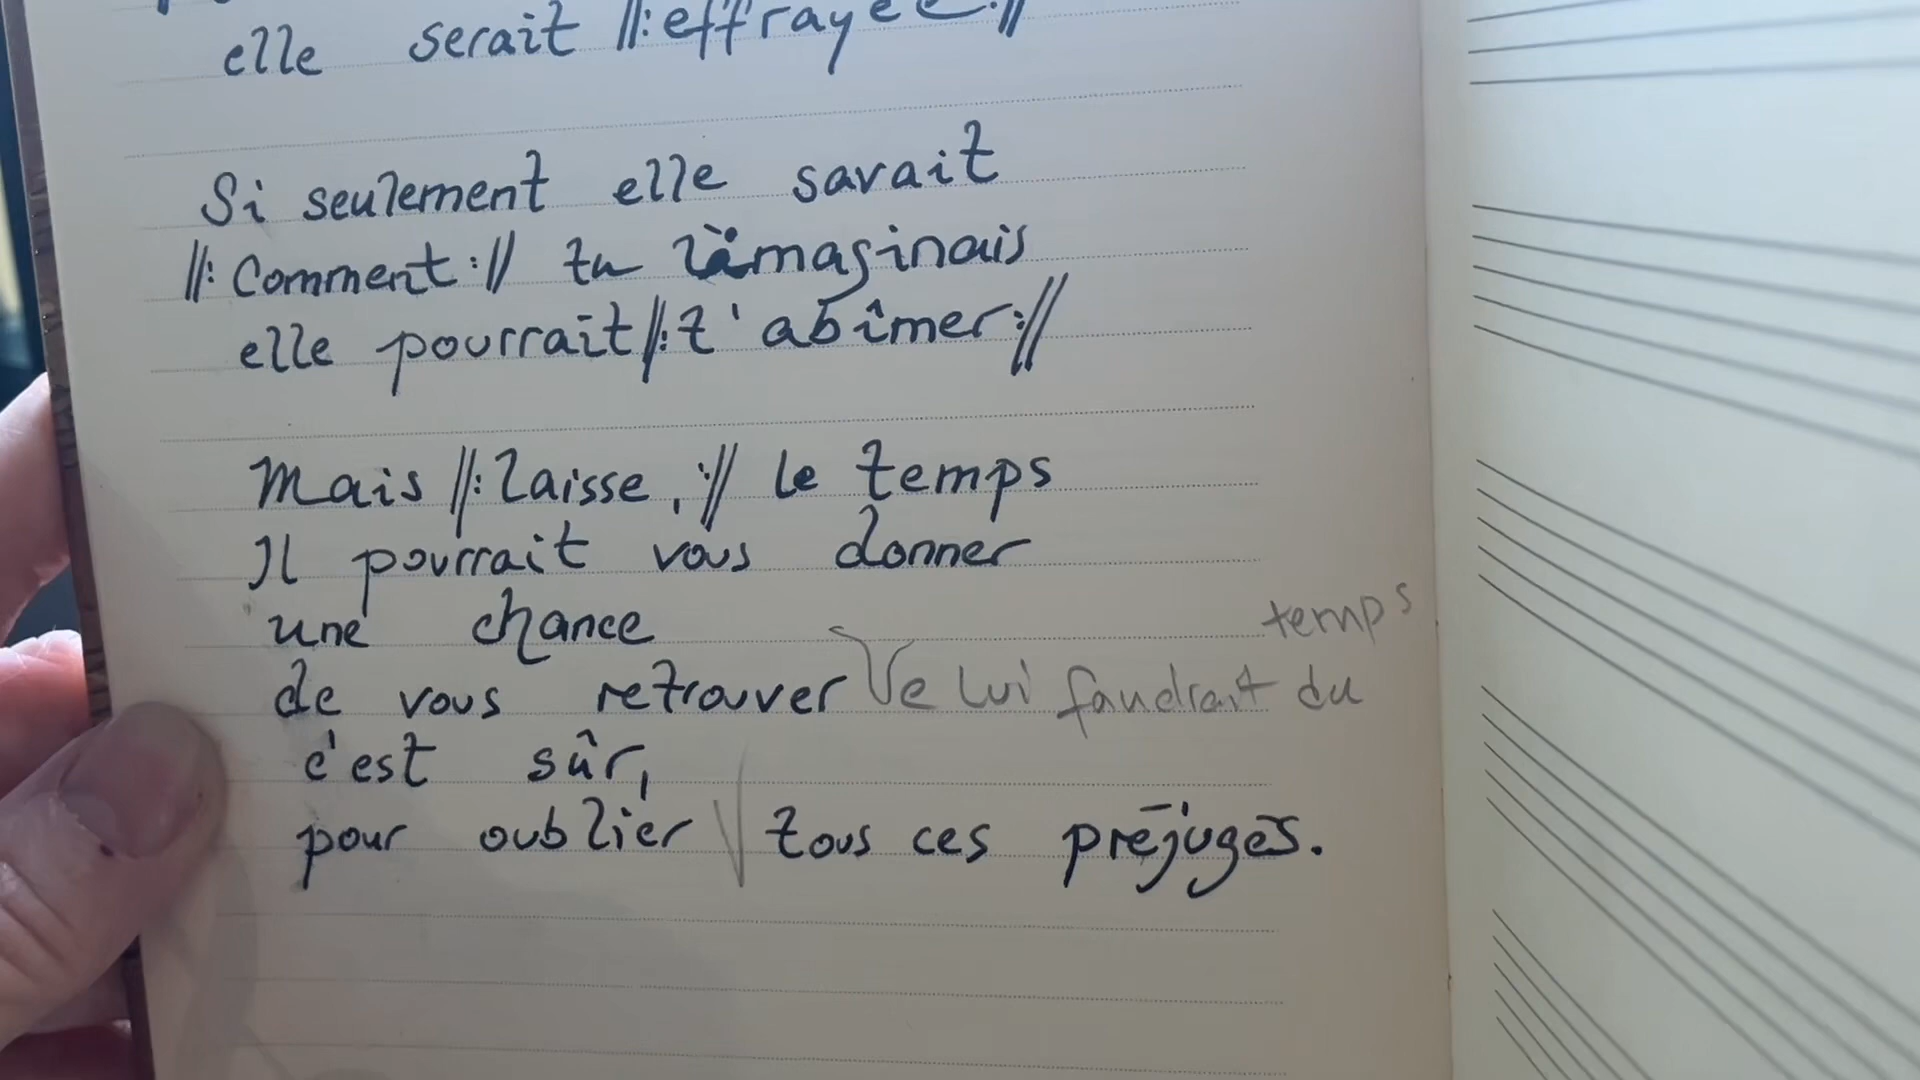 elle serait ||: effrayée :||
Si seulement elle savait
||: Comment :|| tu l'imaginais
elle pourrait ||: t'abîmer :||
Mais ||: laisse, :|| le temps
Il pourrait vous donner
une chance
temps
de vous retrouver lui faudrait du
c'est sûr,
pour oublier tous ces préjugés.